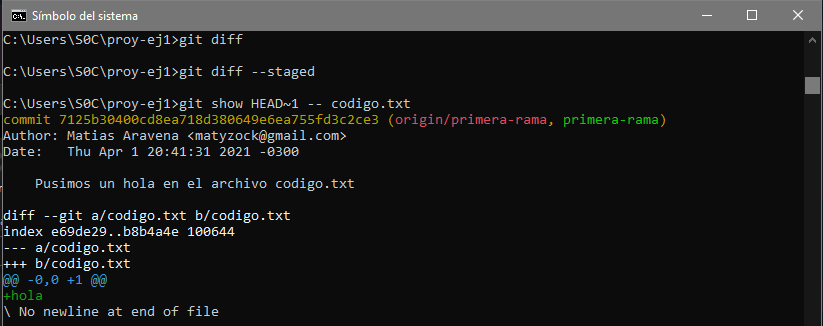 Símbolo del sistema
C:\Users\S0C\proy-ej1>git diff
C:\Users\S0C\proy-ej1>git diff --staged
C:\Users\S0C\proy-ej1>git show HEAD~1 -- codigo.txt
commit 7125b30400cd8ea718d380649e6ea755fd3c2ce3 (origin/primera-rama, primera-rama)
Author: Matias Aravena <matyzock@gmail.com>
Date:   Thu Apr 1 20:41:31 2021 -0300
    Pusimos un hola en el archivo codigo.txt
diff --git a/codigo.txt b/codigo.txt
index e69de29..b8b4a4e 100644
--- a/codigo.txt
+++ b/codigo.txt
@@ -0,0 +1 @@
+hola
\ No newline at end of file